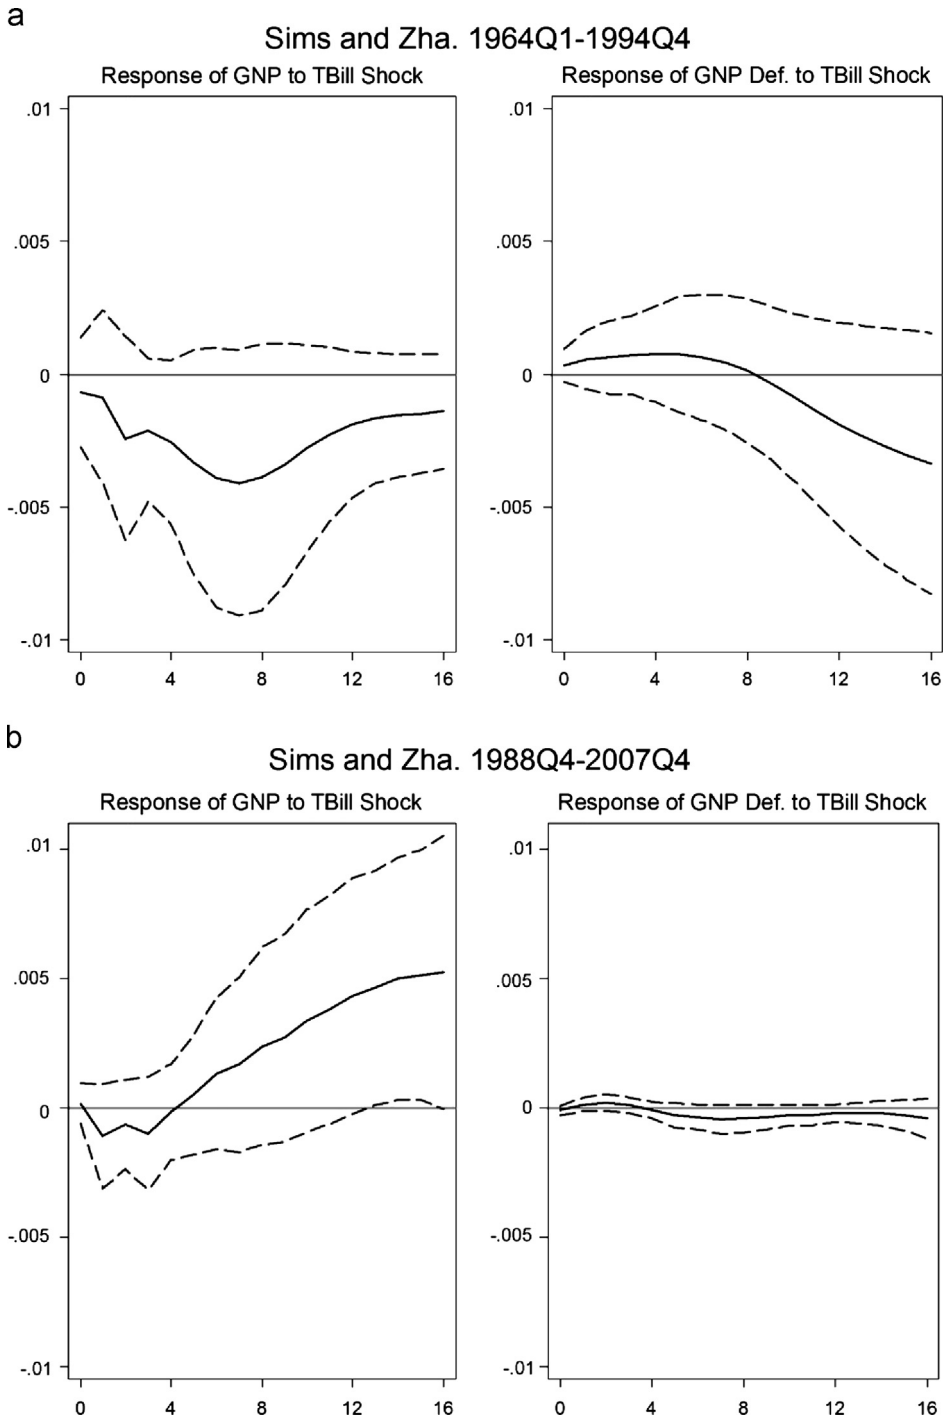 a
Sims and Zha. 1964Q1-1994Q4
Response of GNP to TBill Shock
.01
.005
0
-.005
-.01
0 4 8 12 16
Response of GNP Def. to TBill Shock
.01
.005
0
-.005
-.01
0 4 8 12 16
b
Sims and Zha. 1988Q4-2007Q4
Response of GNP to TBill Shock
.01
.005
0
-.005
-.01
0 4 8 12 16
Response of GNP Def. to TBill Shock
.01
.005
0
-.005
-.01
0 4 8 12 16